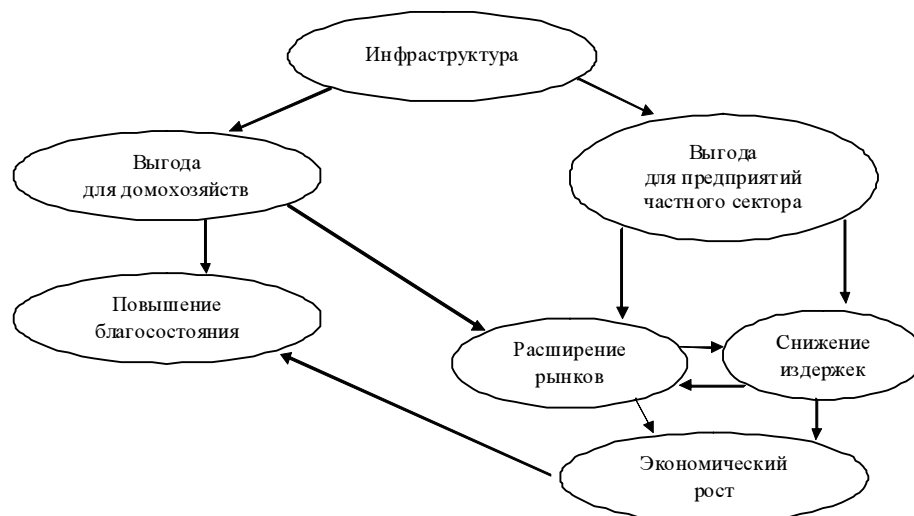 Инфраструктура
Выгода
для домохозяйств
Выгода
для предприятий
частного сектора
Повышение
благосостояния
Расширение
рынков
Снижение
издержек
Экономический
рост